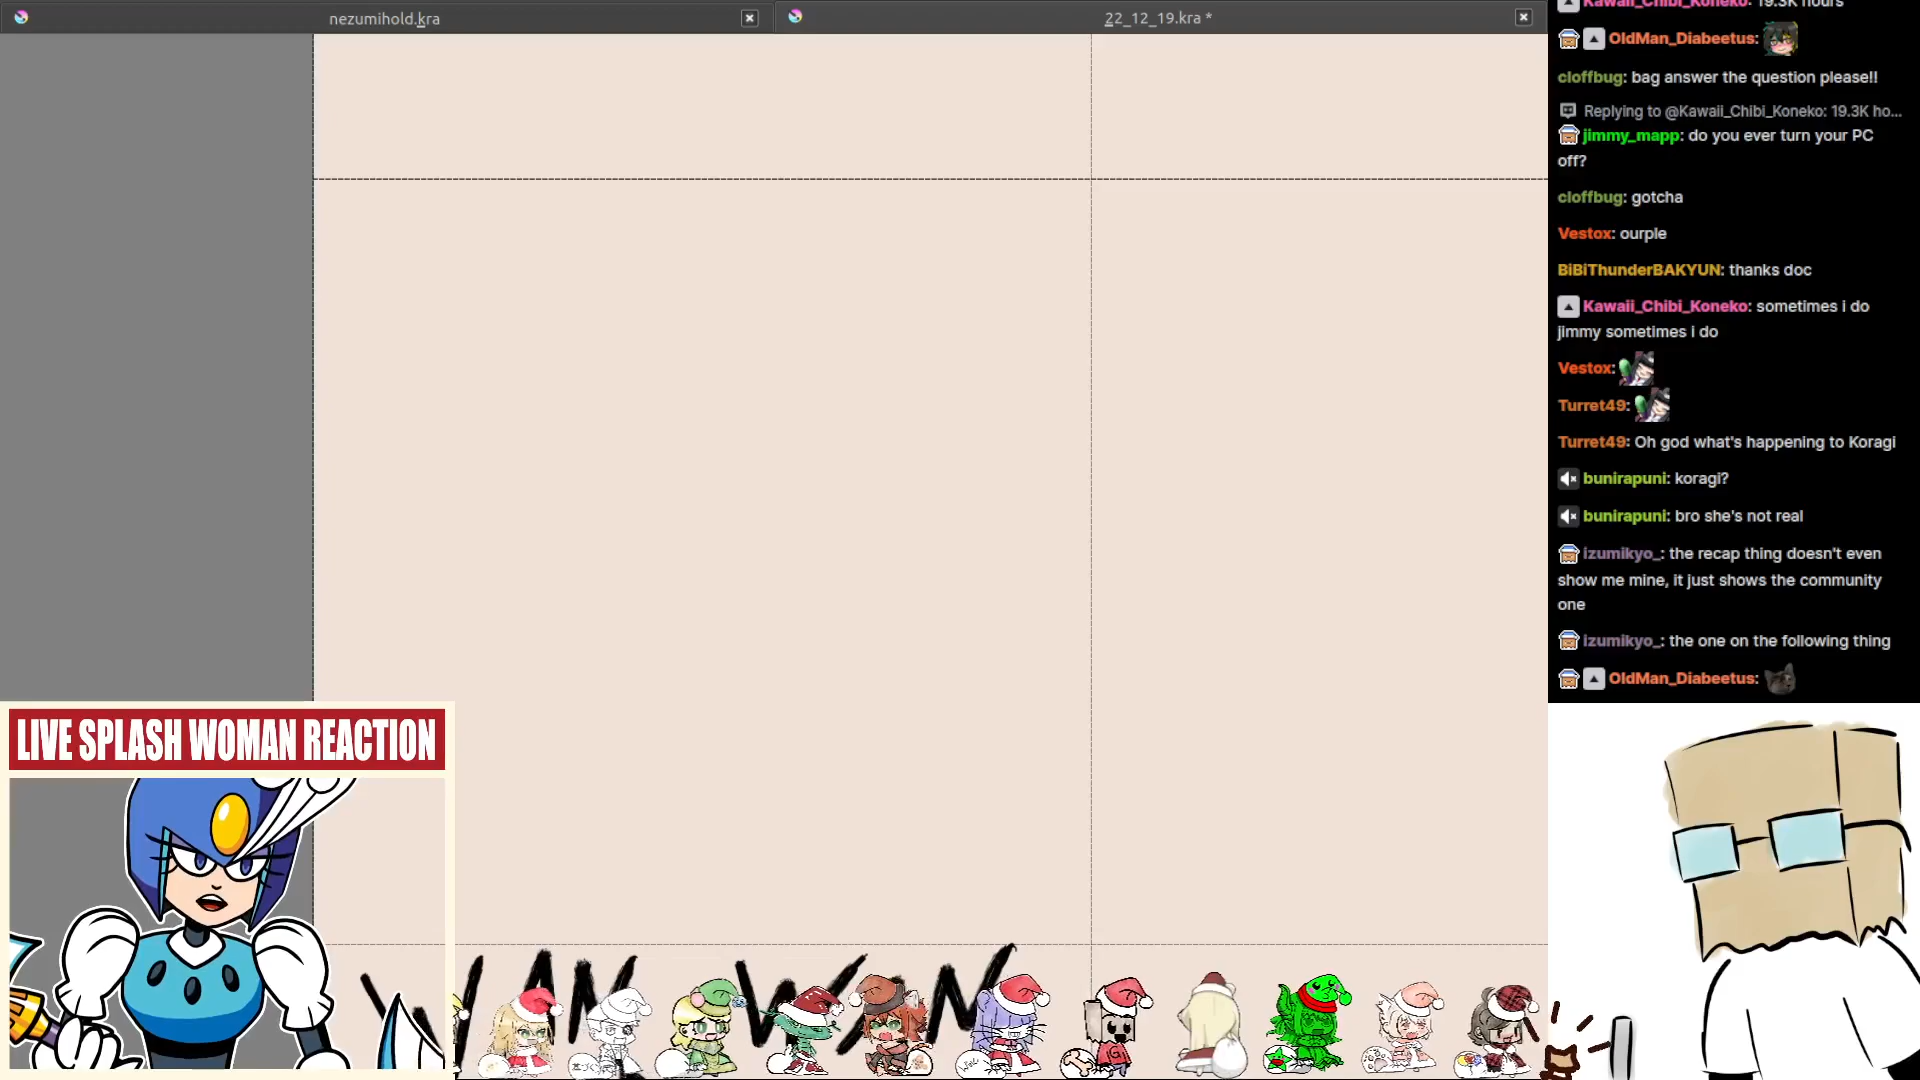 nezumihold.kra
22_12_19.kra *
Kawaii_Chibi_Koneko: 19.3K hours
OldMan_Diabeetus:
cloffbug: bag answer the question please!!
Replying to @Kawaii_Chibi_Koneko: 19.3K ho...
jimmy_mapp: do you ever turn your PC
off?
cloffbug: gotcha
Vestox: ourple
BiBiThunderBAKYUN: thanks doc
Kawaii_Chibi_Koneko: sometimes i do
jimmy sometimes i do
Vestox:
Turret49:
Turret49: Oh god what's happening to Koragi
bunirapuni: koragi?
bunirapuni: bro she's not real
izumikyo_: the recap thing doesn't even
show me mine, it just shows the community
one
izumikyo_: the one on the following thing
OldMan_Diabeetus:
LIVE SPLASH WOMAN REACTION